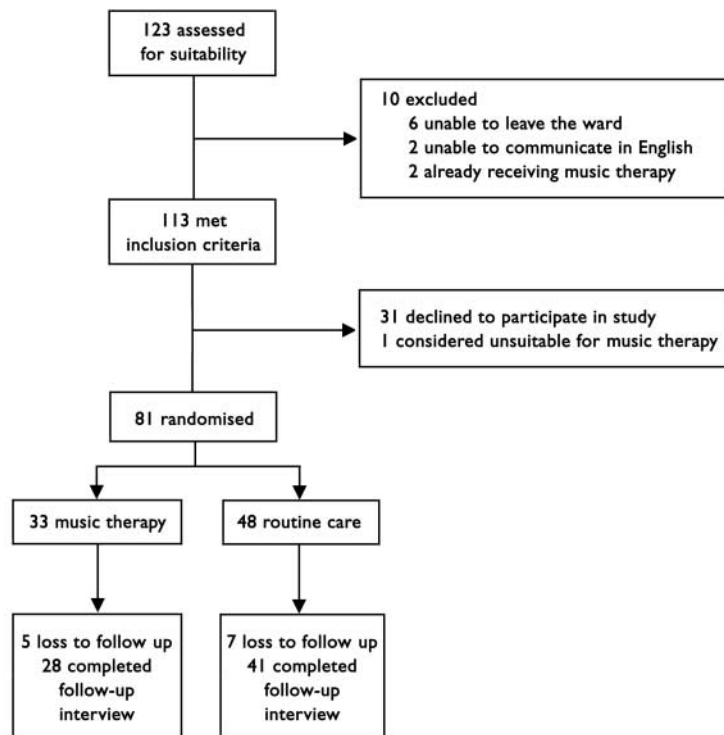 123 assessed
for suitability
10 excluded
6 unable to leave the ward
2 unable to communicate in English
2 already receiving music therapy
113 met
inclusion criteria
31 declined to participate in study
1 considered unsuitable for music therapy
81 randomised
33 music therapy
48 routine care
5 loss to follow up
28 completed
follow-up
interview
7 loss to follow up
41 completed
follow-up
interview